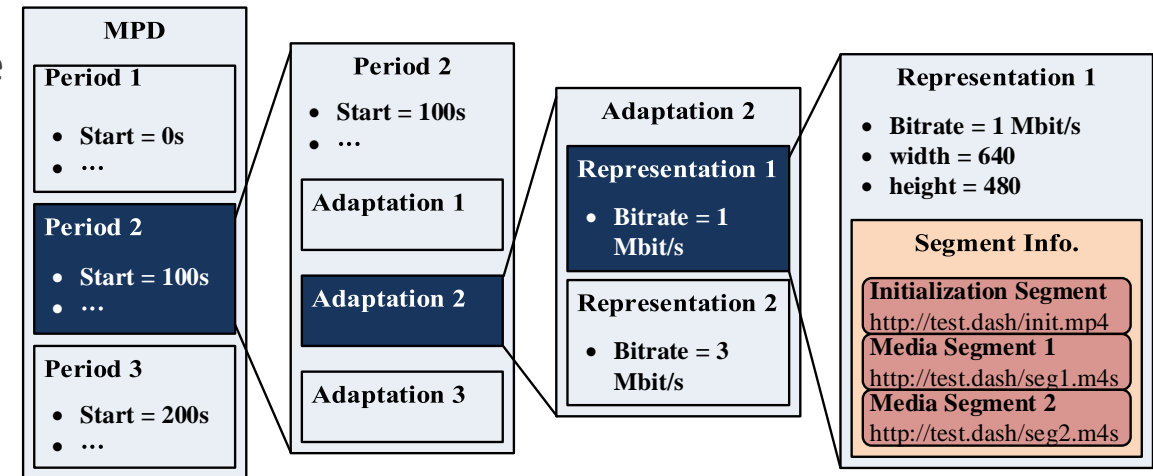 e
MPD
Period 1
• Start = 0s
• ...
Period 2
• Start = 100s
• ...
Period 3
• Start = 200s
• ...
Period 2
• Start = 100s
• ...
Adaptation 1
Adaptation 2
Adaptation 3
Adaptation 2
Representation 1
• Bitrate = 1
Mbit/s
Representation 2
• Bitrate = 3
Mbit/s
Representation 1
• Bitrate = 1 Mbit/s
• width = 640
• height = 480
Segment Info.
Initialization Segment
http://test.dash/init.mp4
Media Segment 1
http://test.dash/seg1.m4s
Media Segment 2
http://test.dash/seg2.m4s